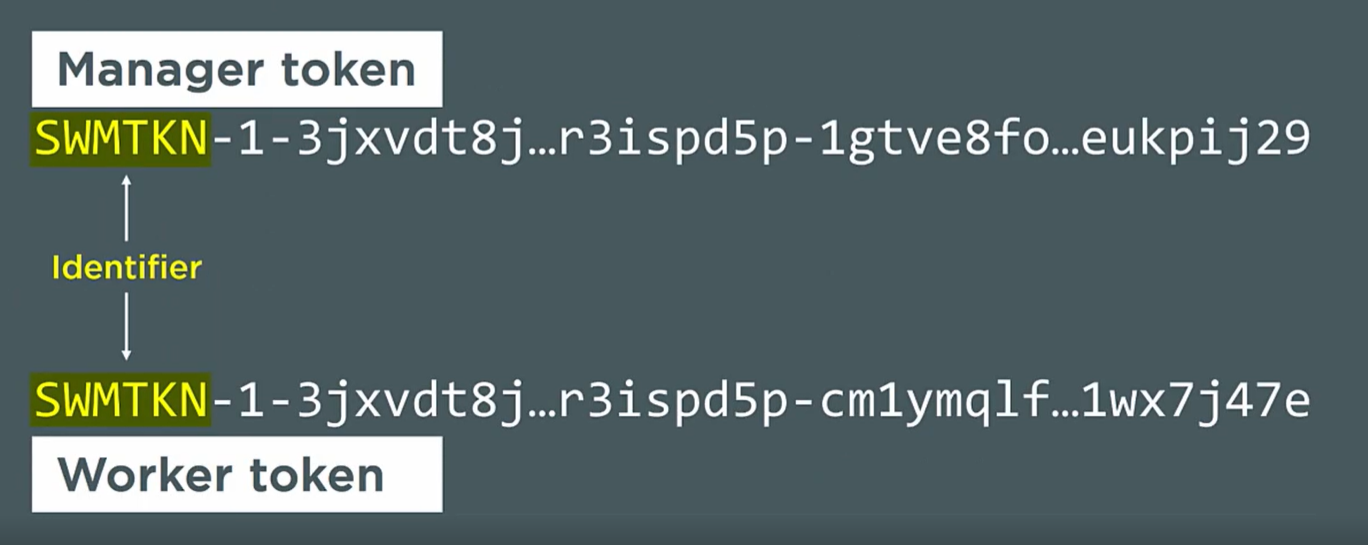 Manager token
SWMTKN-1-3jxvdt8j…r3ispd5p-1gtve8fo…eukpij29
Identifier
SWMTKN-1-3jxvdt8j…r3ispd5p-cm1ymqlf…1wx7j47e
Worker token